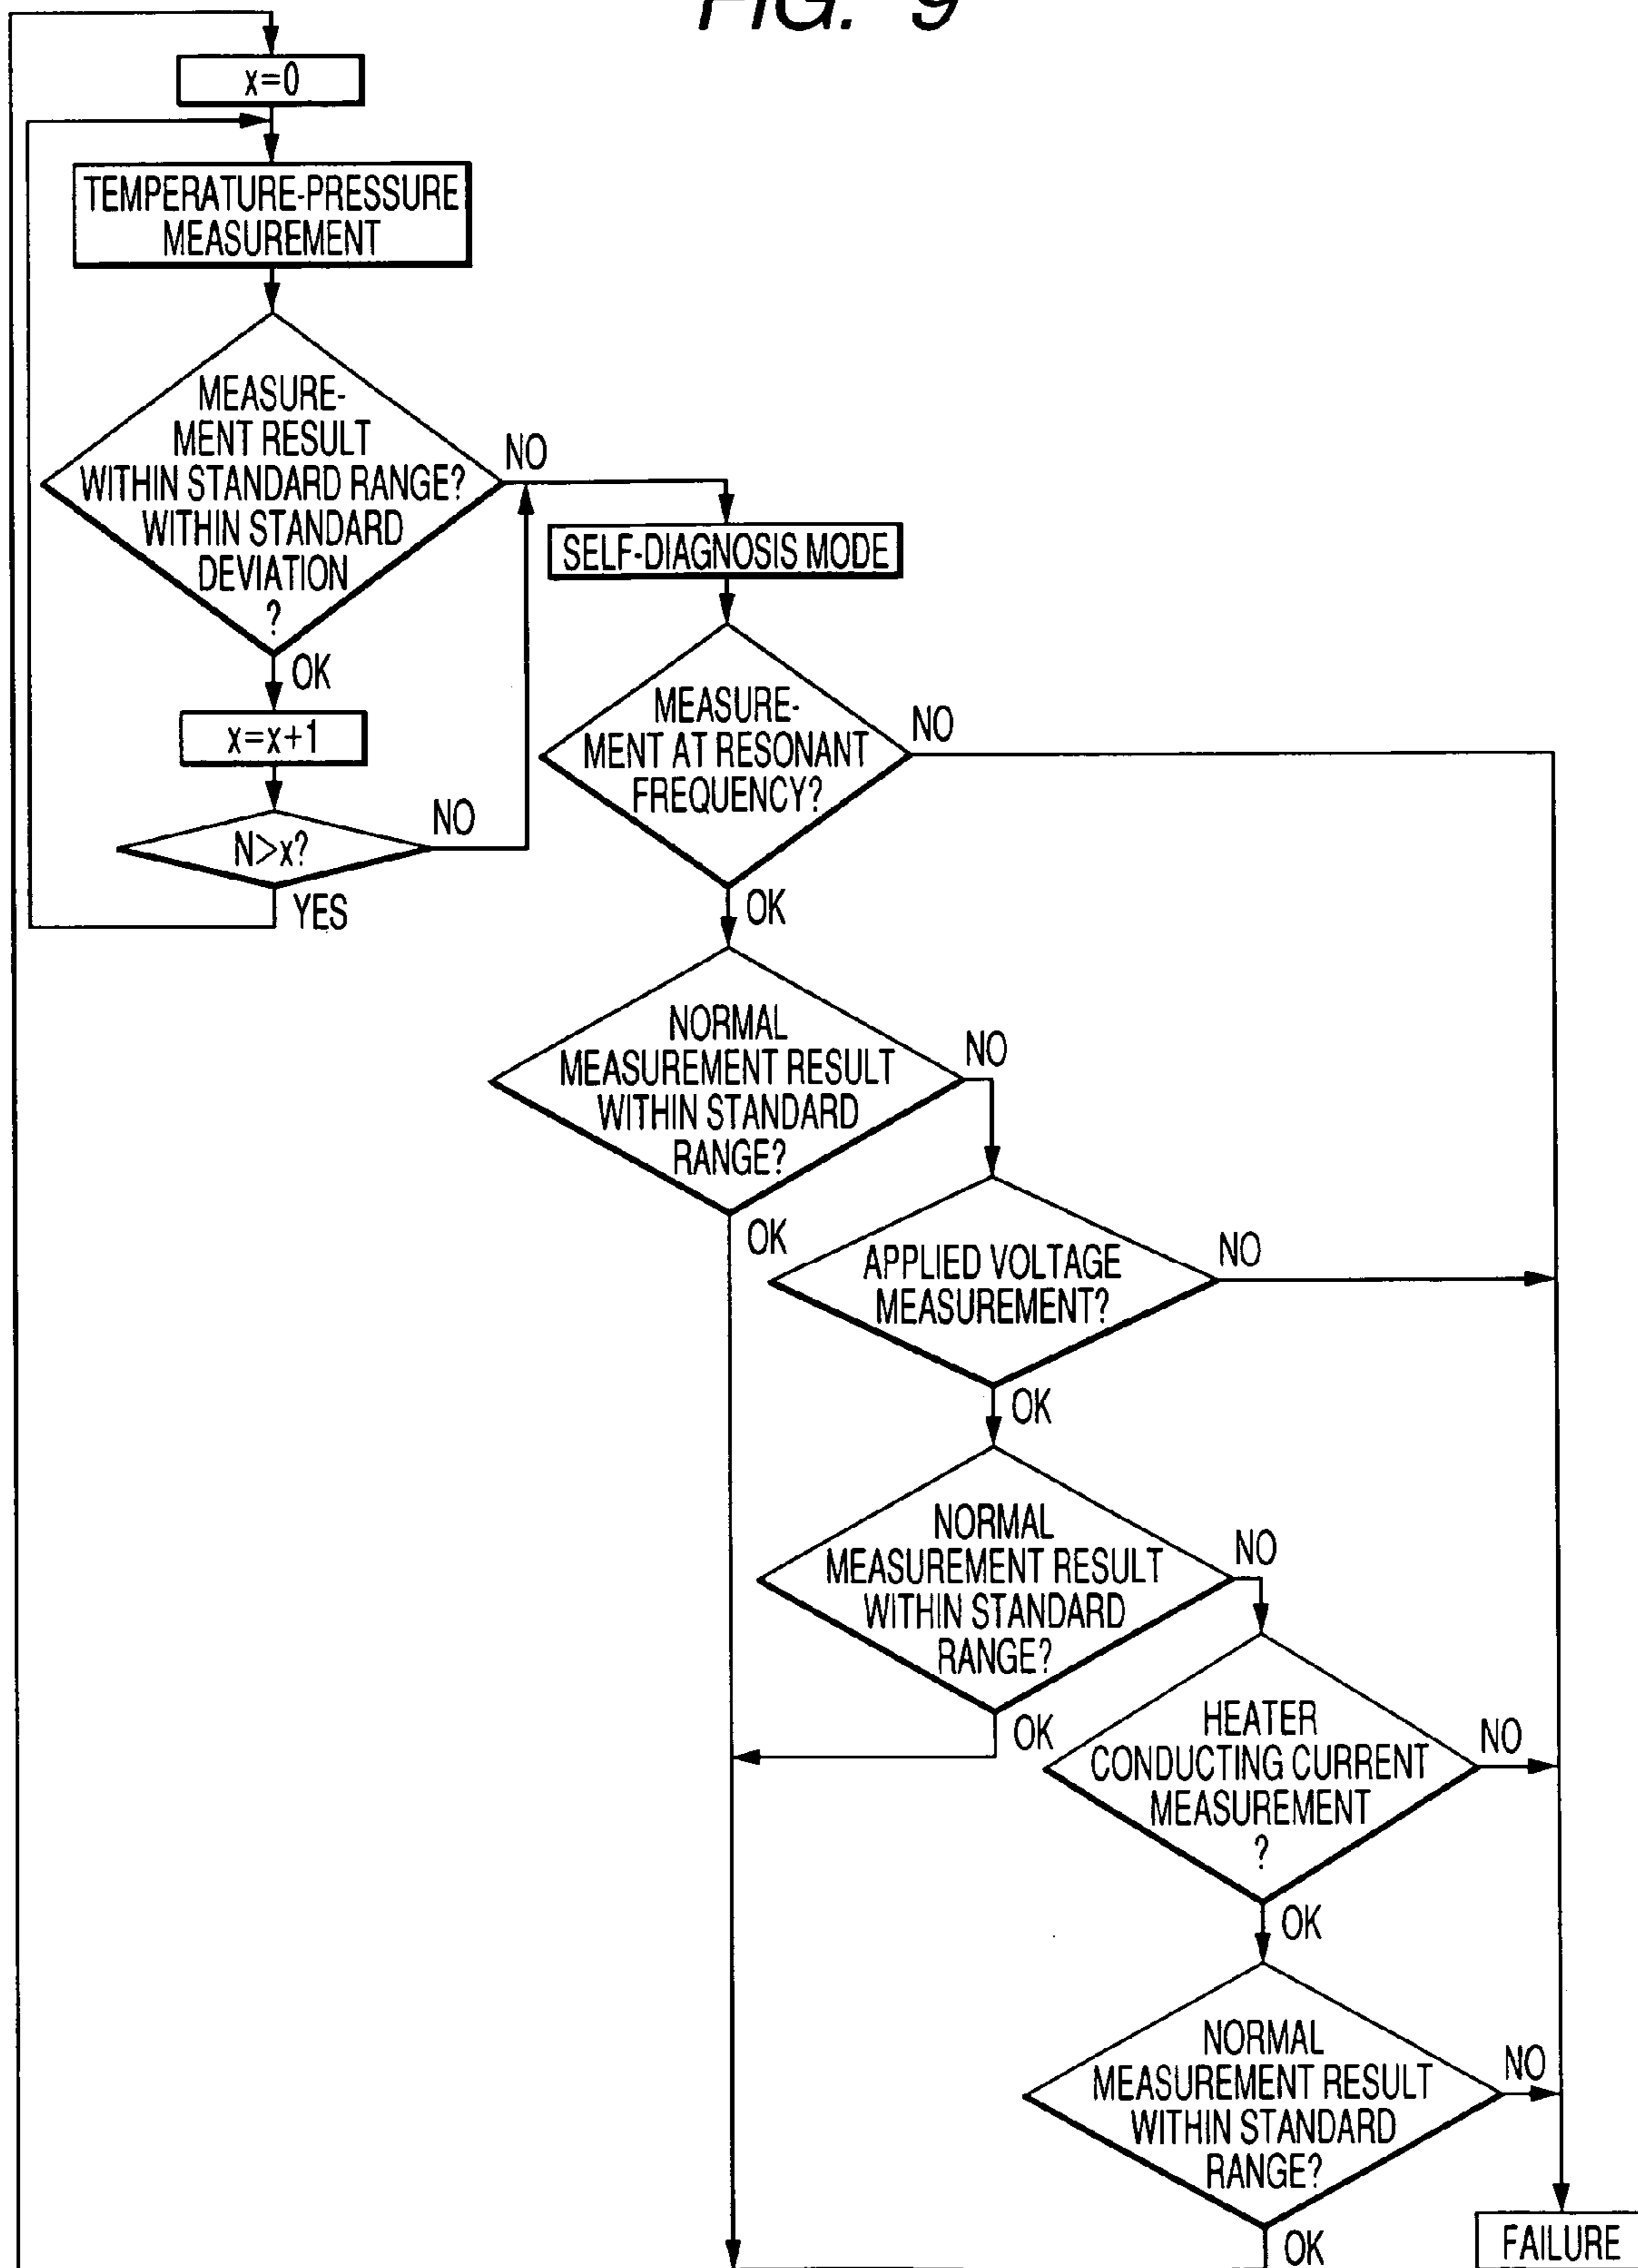 FIG. 9
x=0
TEMPERATURE-PRESSURE
MEASUREMENT
MEASURE-
MENT RESULT
WITHIN STANDARD RANGE?
WITHIN STANDARD
DEVIATION
?
NO
OK
x=x+1
N>x?
NO
YES
SELF-DIAGNOSIS MODE
MEASURE-
MENT AT RESONANT
FREQUENCY?
NO
OK
NORMAL
MEASUREMENT RESULT
WITHIN STANDARD
RANGE?
NO
OK
APPLIED VOLTAGE
MEASUREMENT?
NO
OK
NORMAL
MEASUREMENT RESULT
WITHIN STANDARD
RANGE?
NO
OK
HEATER
CONDUCTING CURRENT
MEASUREMENT
?
NO
OK
NORMAL
MEASUREMENT RESULT
WITHIN STANDARD
RANGE?
NO
OK
FAILURE